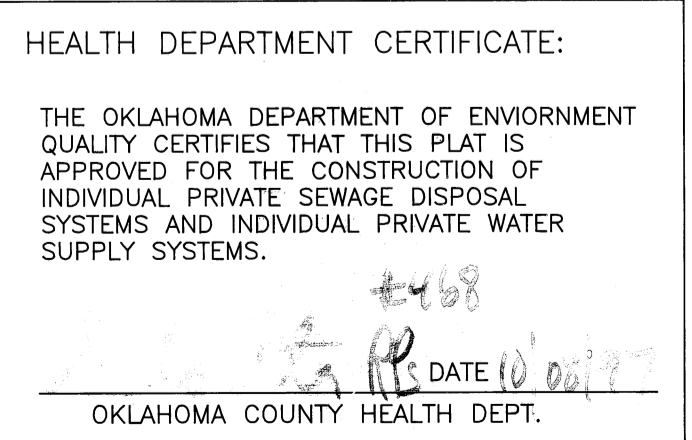 HEALTH DEPARTMENT CERTIFICATE:
THE OKLAHOMA DEPARTMENT OF ENVIORNMENT
QUALITY CERTIFIES THAT THIS PLAT IS
APPROVED FOR THE CONSTRUCTION OF
INDIVIDUAL PRIVATE SEWAGE DISPOSAL
SYSTEMS AND INDIVIDUAL PRIVATE WATER
SUPPLY SYSTEMS.
#468
DATE
OKLAHOMA COUNTY HEALTH DEPT.